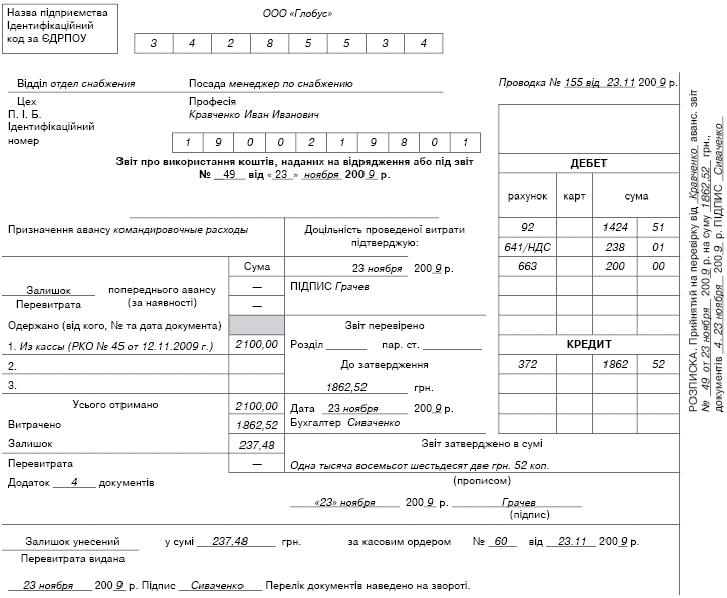 Назва підприємства ООО «Глобус»
Ідентифікаційний
код за ЄДРПОУ 3 4 2 8 5 5 3 4
Відділ отдел снабжения Посада менеджер по снабжению Проводка № 155 від 23.11 200 9 р.
Цех Професія
П. І. Б. Кравченко Иван Иванович
Ідентифікаційний
номер 1 9 0 0 2 1 9 8 0 1
Звіт про використання коштів, наданих на відрядження або під звіт
№ 49 від «23» ноября 200 9 р.
ДЕБЕТ
рахунок карт сума
92 1424 51
641/НДС 238 01
663 200 00
КРЕДИТ
372 1862 52
Призначення авансу командировочные расходы
Доцільність проведеної витрати
підтверджую:
Сума
23 ноября 200 9 р.
Залишок попереднього авансу —
Перевитрата (за наявності) —
ПІДПИС Грачев
Одержано (від кого, № та дата документа)
Звіт перевірено
1. Из кассы (РКО № 45 от 12.11.2009 г.) 2100,00
Розділ пар. ст.
2.
До затвердження
3.
1862,52 грн.
Усього отримано 2100,00
Дата 23 ноября 200 9 р.
Витрачено 1862,52
Бухгалтер Сиваченко
Залишок 237,48
Звіт затверджено в сумі
Перевитрата —
Одна тысяча восемьсот шестьдесят две грн. 52 коп.
Додаток 4 документів
(прописом)
«23» ноября 200 9 р. Грачев
(підпис)
Залишок унесений у сумі 237,48 грн. за касовим ордером № 60 від 23.11 200 9 р.
Перевитрата видана
23 ноября 200 9 р. Підпис Сиваченко Перелік документів наведено на звороті.
РОЗПИСКА. Прийнятий на перевірку від Кравченко аванс. звіт
№ 49 от 23 ноября 200 9 р. на суму 1862,52 грн.,
документів 4, 23 ноября 200 9 р. ПІДПИС Сиваченко